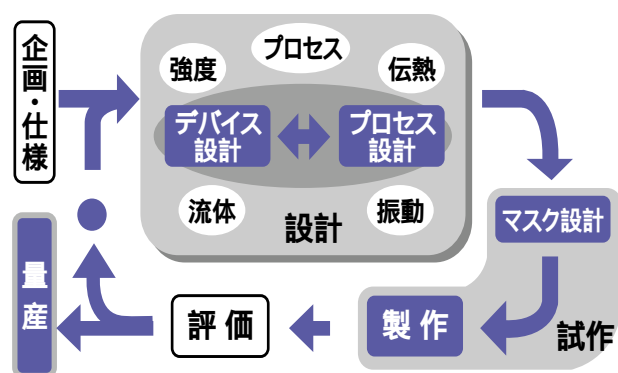 企画・仕様
プロセス
強度
伝熱
デバイス
設計
プロセス
設計
流体
設計
振動
マスク設計
量産
評価
製作
試作